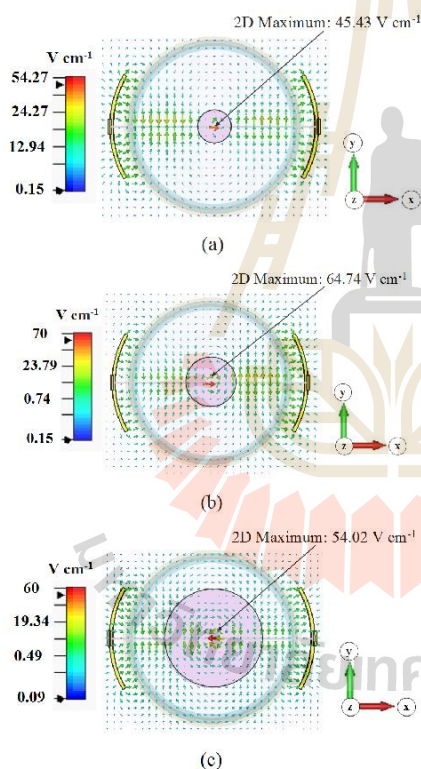 2D Maximum: 45.43 V cm⁻¹
V cm⁻¹
54.27
24.27
12.94
0.15
y
z
x
(a)
2D Maximum: 64.74 V cm⁻¹
V cm⁻¹
70
23.79
0.74
0.15
y
z
x
(b)
2D Maximum: 54.02 V cm⁻¹
V cm⁻¹
60
19.34
0.49
0.09
y
z
x
(c)